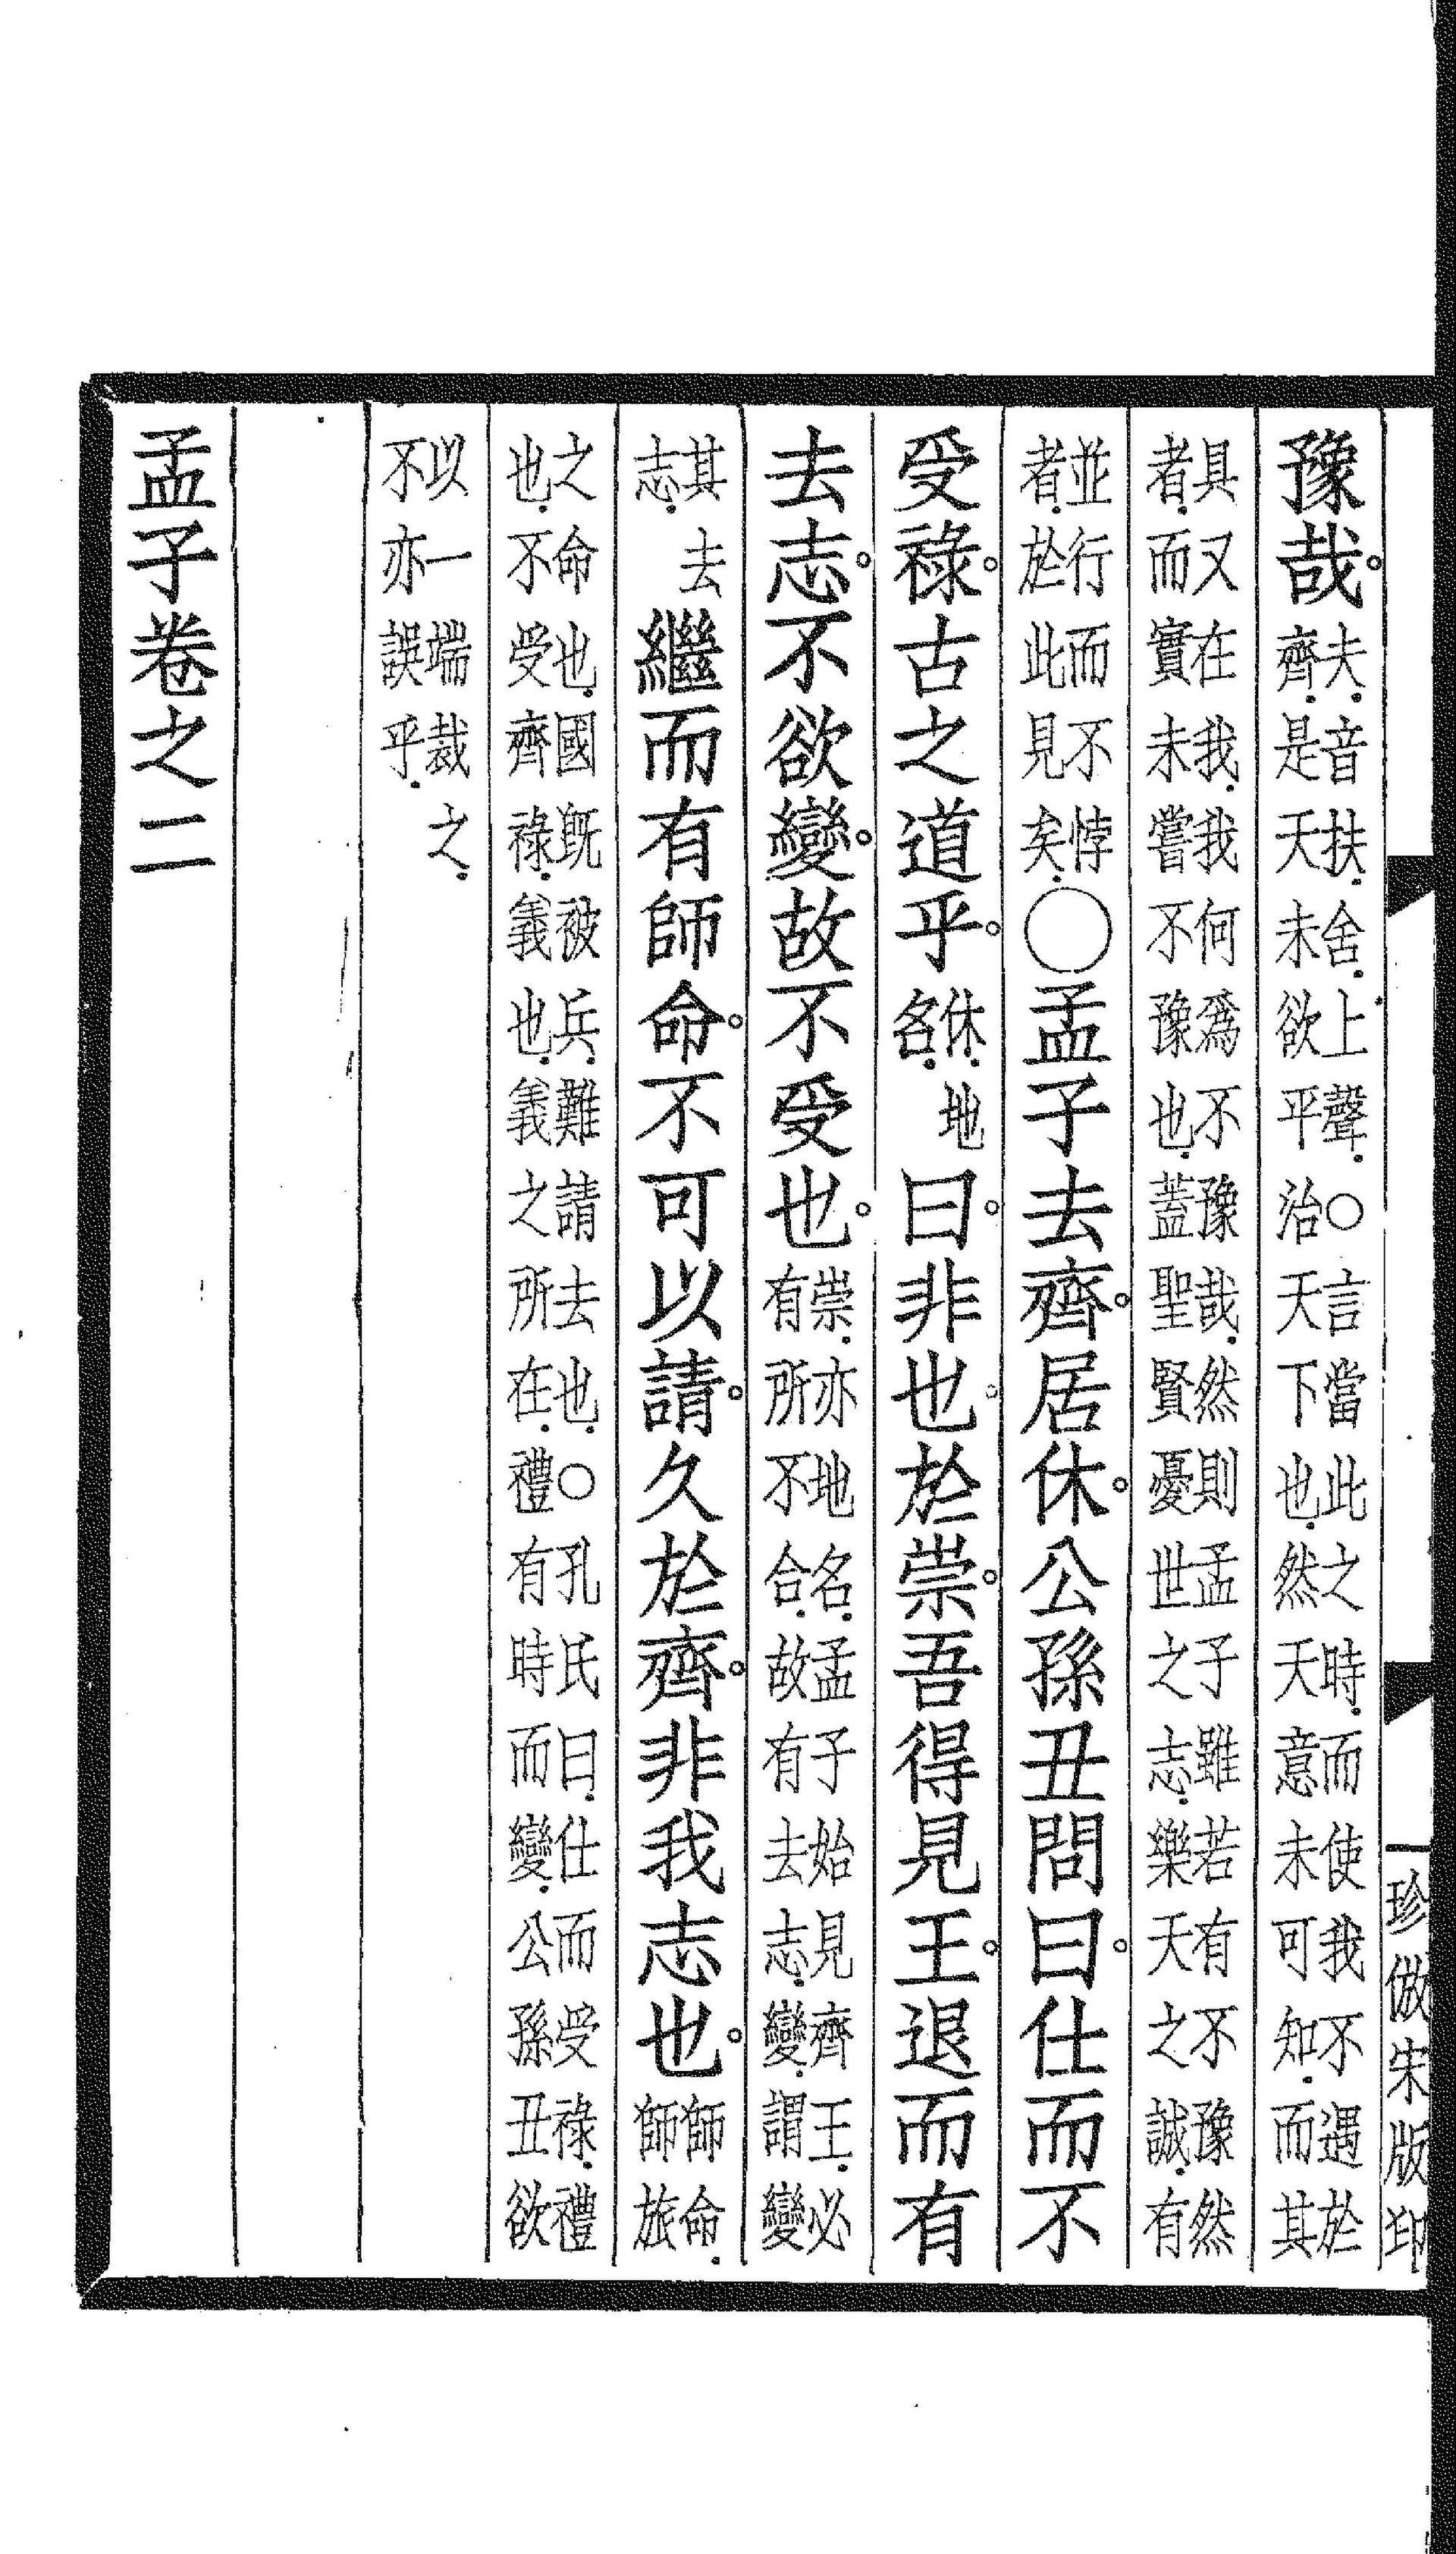 珍倣宋版印
豫哉。
夫.音扶.舍.上聲.○言當此之時.而使我不遇於
齊.是天未欲平治天下也.然天意未可知.而其
具又在我.我何爲不豫哉.然則孟子雖若有不豫然
者.而實未嘗不豫也.蓋聖賢憂世之志.樂天之誠.有
並行而不悖
者.於此見矣.
○孟子去齊。居休。公孫丑問曰。仕而不
受祿。古之道乎。
休.地
名.
曰。非也。於崇。吾得見王。退而有
去志。不欲變。故不受也。
崇.亦地名.孟子始見齊王.必
有所不合.故有去志.變.謂變
其去
志.
繼而有師命。不可以請。久於齊。非我志也。
師命.
師旅
之命也.國旣被兵.難請去也.○孔氏曰.仕而受祿.禮
也.不受齊祿.義也.義之所在.禮有時而變.公孫丑欲
以一端裁之.
不亦誤乎.
孟子卷之二